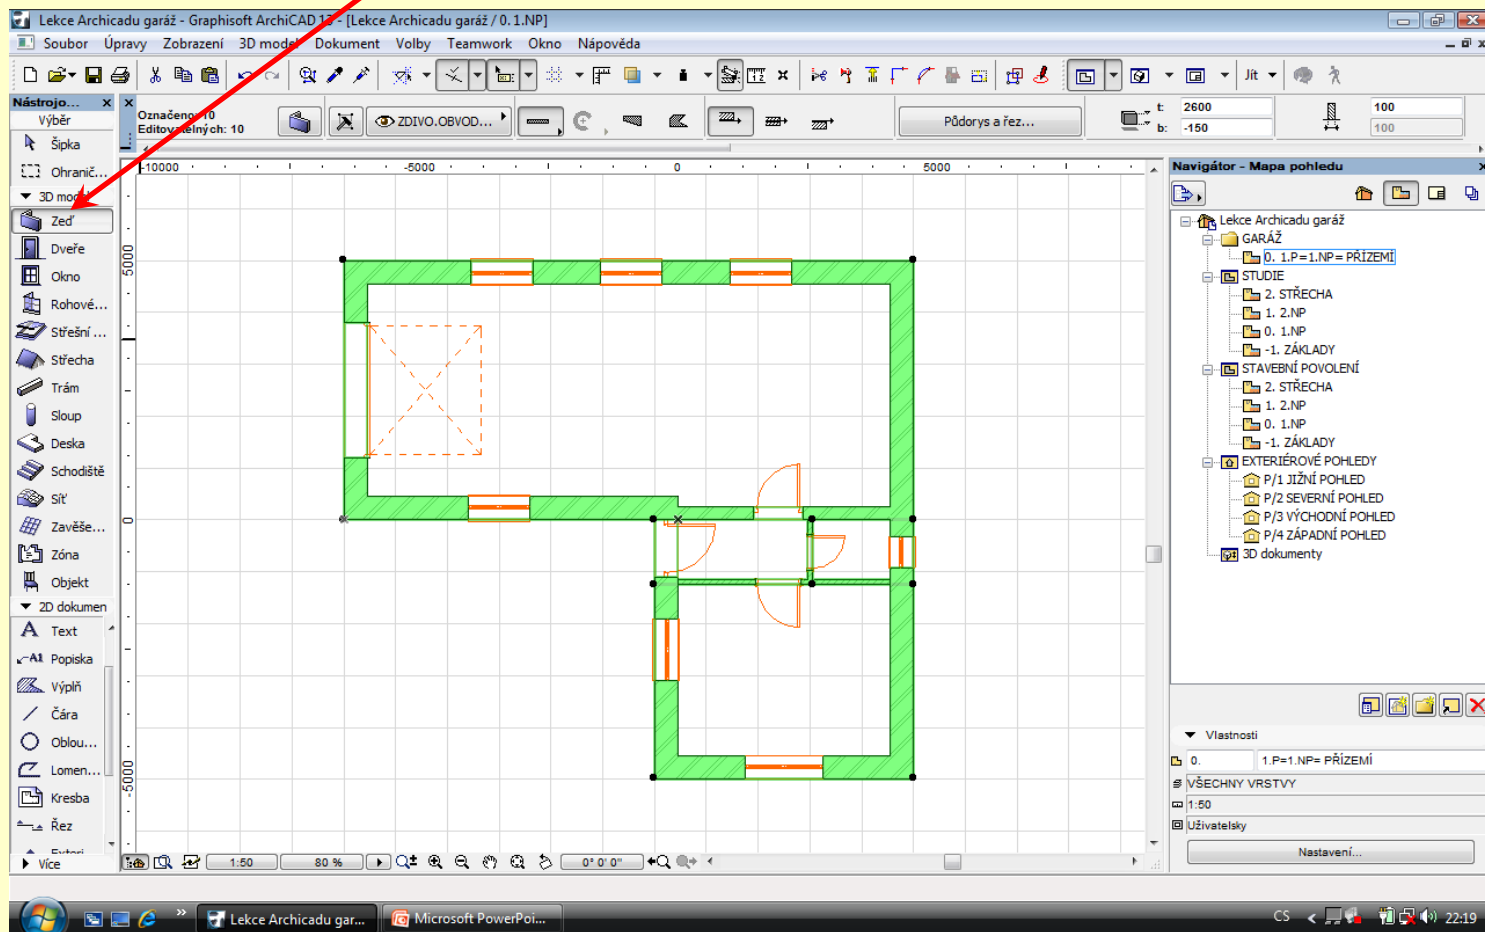 Lekce Archicadu garáž - Graphisoft ArchiCAD 13 - [Lekce Archicadu garáž / 0. 1.NP]
Soubor Úpravy Zobrazení 3D model Dokument Volby Teamwork Okno Nápověda
Jít
Nástrojo...
Výběr
Šipka
Ohranič...
3D model
Zeď
Dveře
Okno
Rohové...
Střešní ...
Střecha
Trám
Sloup
Deska
Schodiště
Síť
Zavěše...
Zóna
Objekt
2D dokumen
Text
A1 Popiska
Výplň
Čára
Oblou...
Lomen...
Kresba
Řez
Exteri
Více
Označeno: 10
Editovatelných: 10
ZDIVO.OBVOD...
Půdorys a řez...
t: 2600
b: -150
100
100
-10000 -5000 0 5000
5000
0
-5000
1:50 80 % 0° 0' 0"
Navigátor - Mapa pohledu
Lekce Archicadu garáž
GARÁŽ
0. 1.P=1.NP= PŘÍZEMÍ
STUDIE
2. STŘECHA
1. 2.NP
0. 1.NP
-1. ZÁKLADY
STAVEBNÍ POVOLENÍ
2. STŘECHA
1. 2.NP
0. 1.NP
-1. ZÁKLADY
EXTERIÉROVÉ POHLEDY
P/1 JIŽNÍ POHLED
P/2 SEVERNÍ POHLED
P/3 VÝCHODNÍ POHLED
P/4 ZÁPADNÍ POHLED
3D dokumenty
Vlastnosti
0. 1.P=1.NP= PŘÍZEMÍ
VŠECHNY VRSTVY
1:50
Uživatelsky
Nastavení...
Lekce Archicadu gar...
Microsoft PowerPoi...
CS
22:19